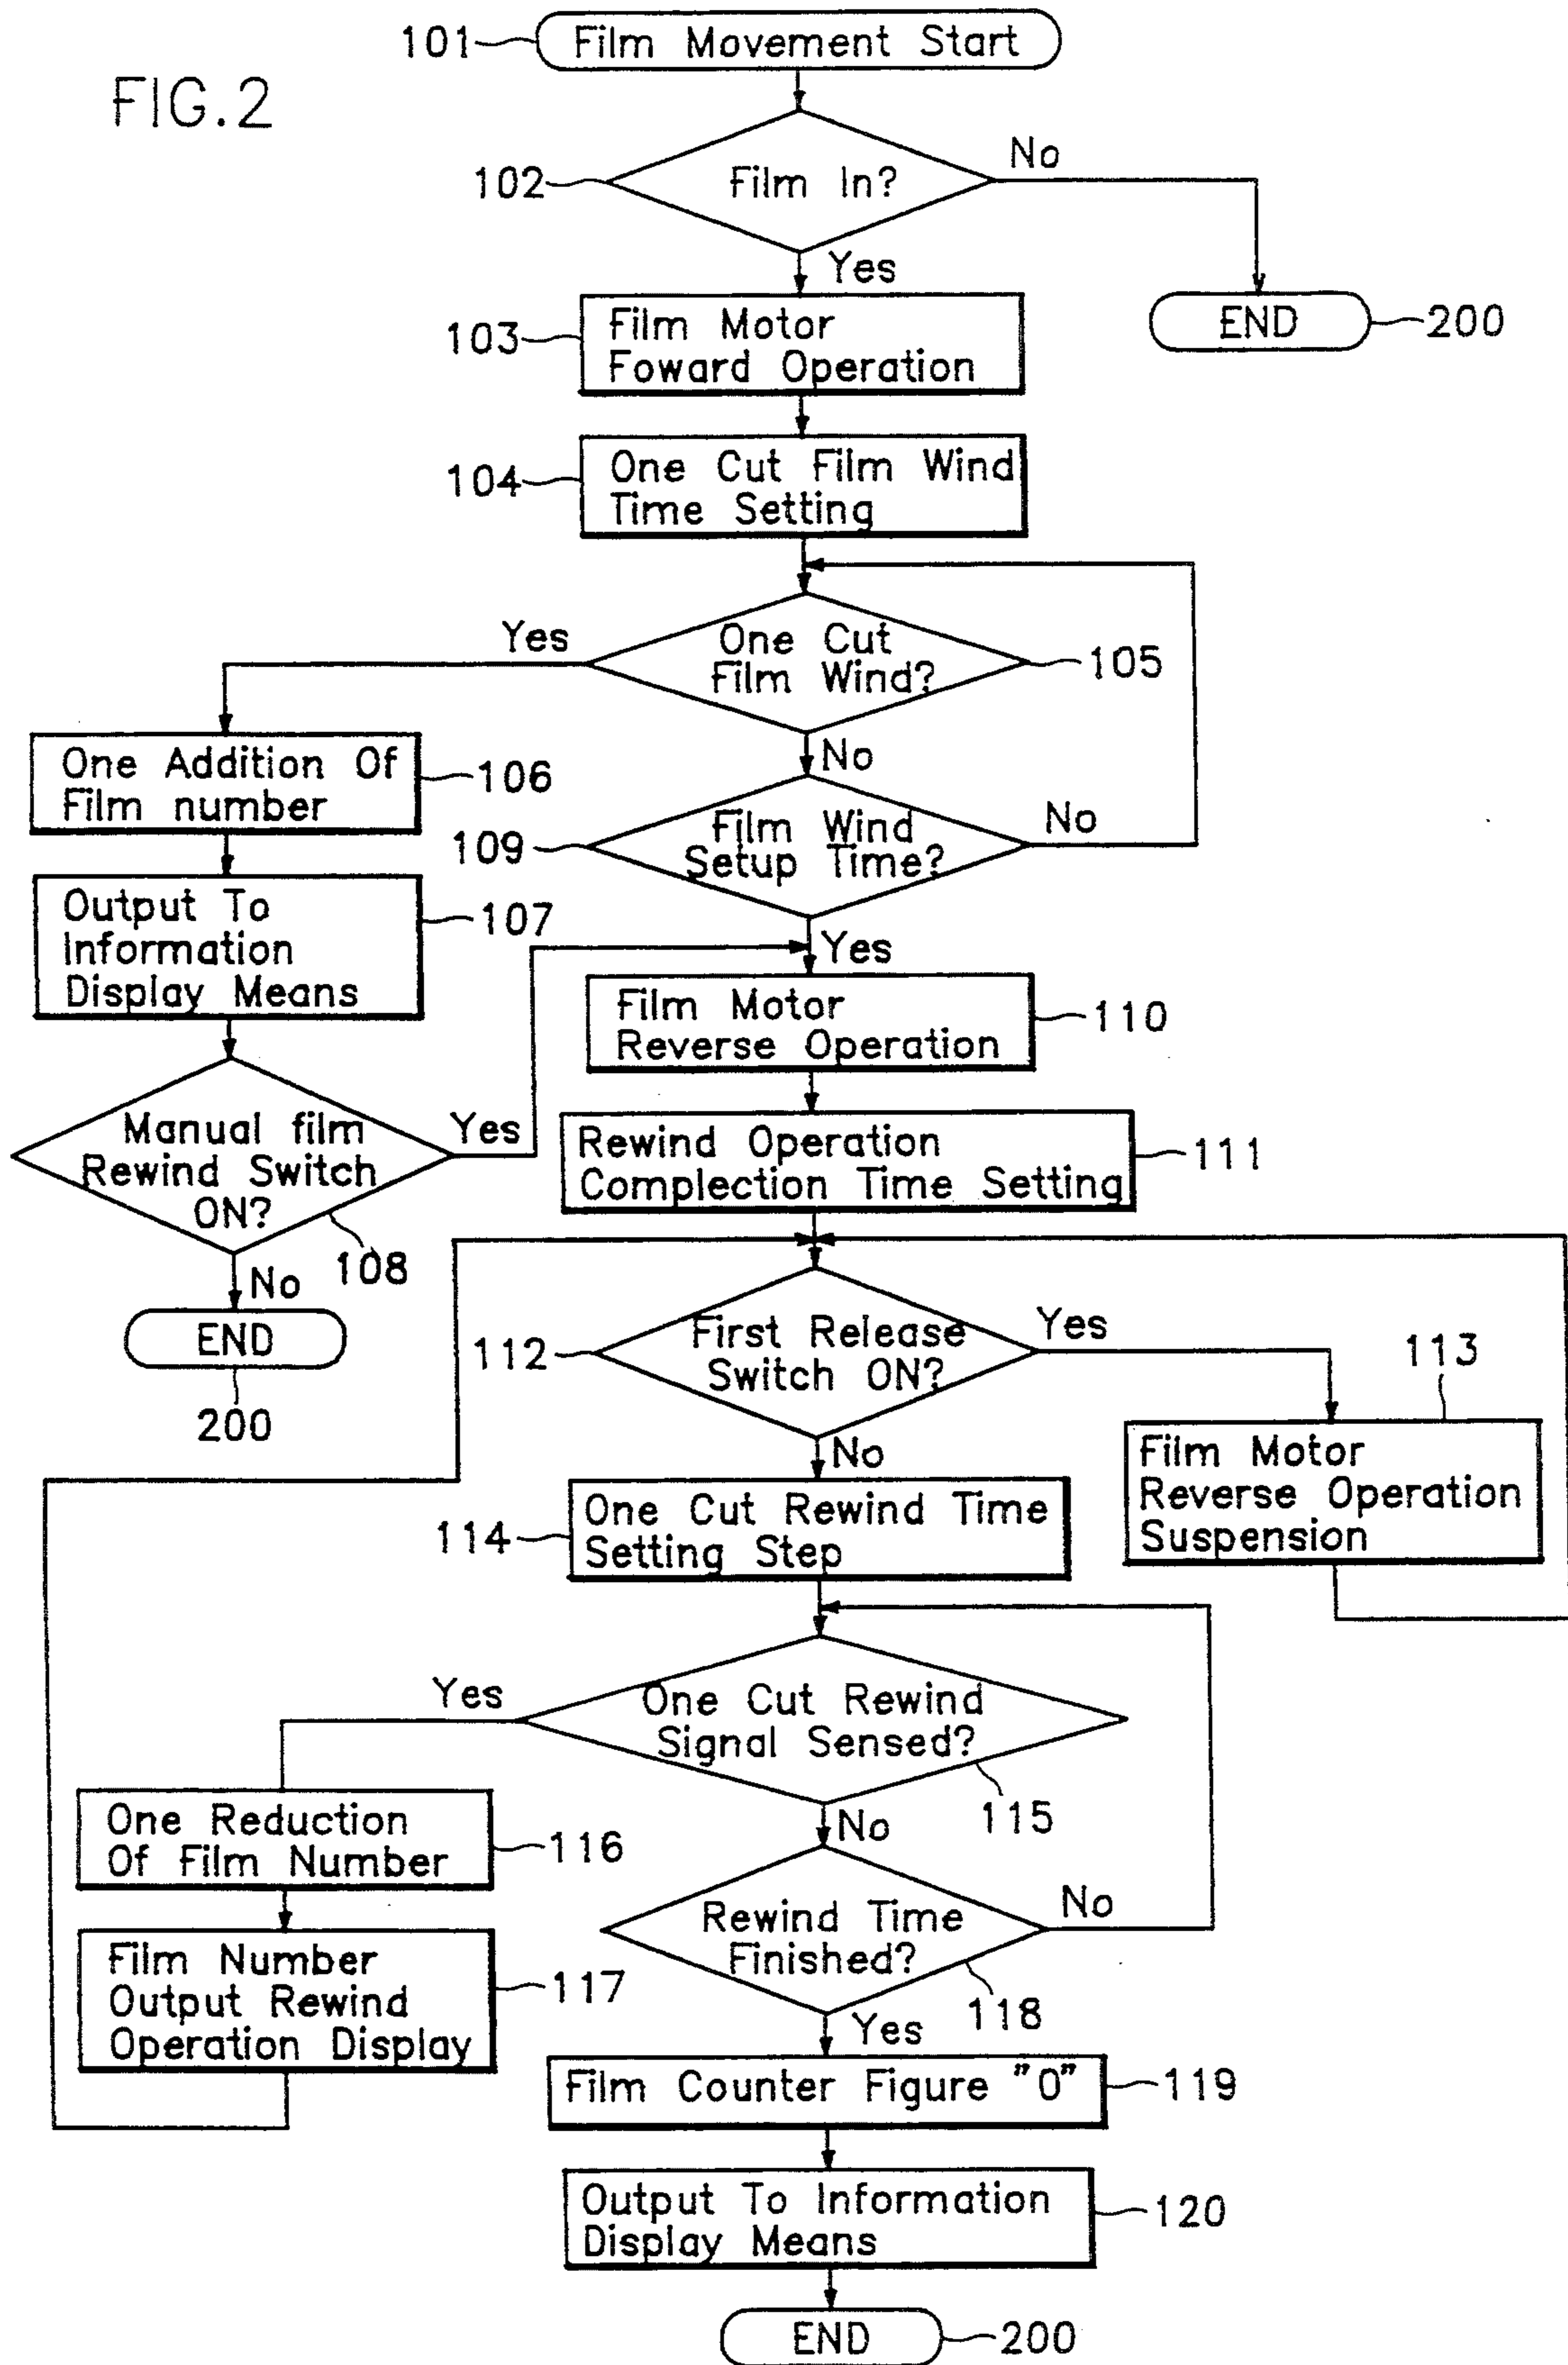 FIG.2
101
Film Movement Start
102
Film In?
No
Yes
103
Film Motor
Foward Operation
END
200
104
One Cut Film Wind
Time Setting
Yes
One Cut
Film Wind?
105
No
One Addition Of
Film number
106
109
Film Wind
Setup Time?
No
Yes
Output To
Information
Display Means
107
Film Motor
Reverse Operation
110
Manual film
Rewind Switch
ON?
Yes
108
No
END
200
Rewind Operation
Complection Time Setting
111
112
First Release
Switch ON?
Yes
No
113
Film Motor
Reverse Operation
Suspension
114
One Cut Rewind Time
Setting Step
Yes
One Cut Rewind
Signal Sensed?
115
No
One Reduction
Of Film Number
116
Rewind Time
Finished?
No
118
Yes
Film Number
Output Rewind
Operation Display
117
Film Counter Figure "0"
119
Output To Information
Display Means
120
END
200